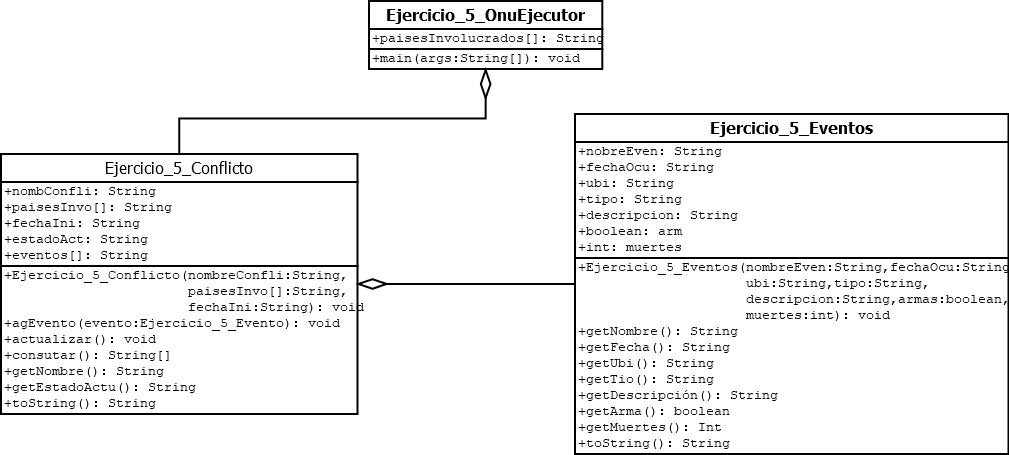 Ejercicio_5_OnuEjecutor
+paisesInvolucrados[]: String
+main(args:String[]): void
Ejercicio_5_Conflicto
+nombConfli: String
+paisesInvo[]: String
+fechaIni: String
+estadoAct: String
+eventos[]: String
+Ejercicio_5_Conflicto(nombreConfli:String,
paisesInvo[]:String,
fechaIni:String): void
+agEvento(evento:Ejercicio_5_Evento): void
+actualizar(): void
+consutar(): String[]
+getNombre(): String
+getEstadoActu(): String
+toString(): String
Ejercicio_5_Eventos
+nobreEven: String
+fechaOcu: String
+ubi: String
+tipo: String
+descripcion: String
+boolean: arm
+int: muertes
+Ejercicio_5_Eventos(nombreEven:String,fechaOcu:String
ubi:String,tipo:String,
descripcion:String,armas:boolean,
muertes:int): void
+getNombre(): String
+getFecha(): String
+getUbi(): String
+getTio(): String
+getDescripción(): String
+getArma(): boolean
+getMuertes(): Int
+toString(): String